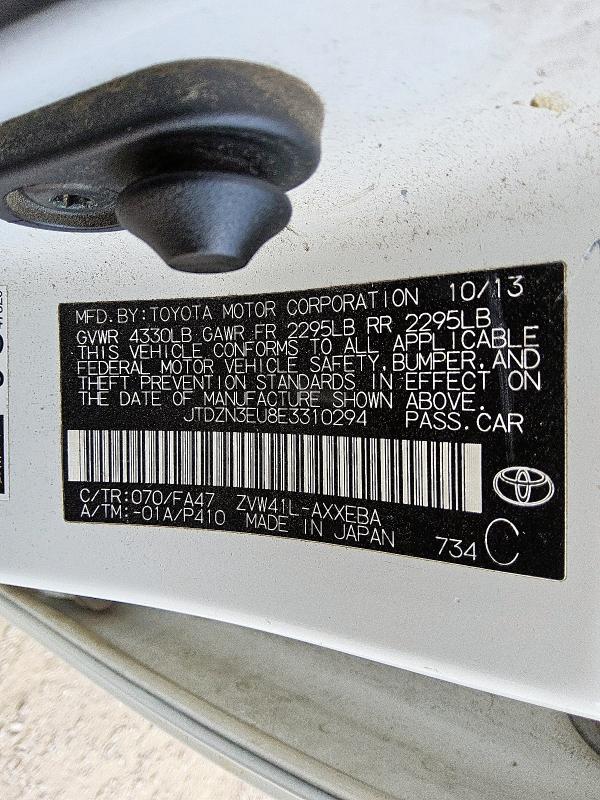 MFD. BY: TOYOTA MOTOR CORPORATION 10/13
GVWR 4330LB GAWR FR 2295LB RR 2295LB
THIS VEHICLE CONFORMS TO ALL APPLICABLE
FEDERAL MOTOR VEHICLE SAFETY, BUMPER, AND
THEFT PREVENTION STANDARDS IN EFFECT ON
THE DATE OF MANUFACTURE SHOWN ABOVE.
JTDZN3EU8E3310294 PASS. CAR
C/TR: 070/FA47 ZVW41L-AXXEBA
A/TM: -01A/P410 MADE IN JAPAN
734 C